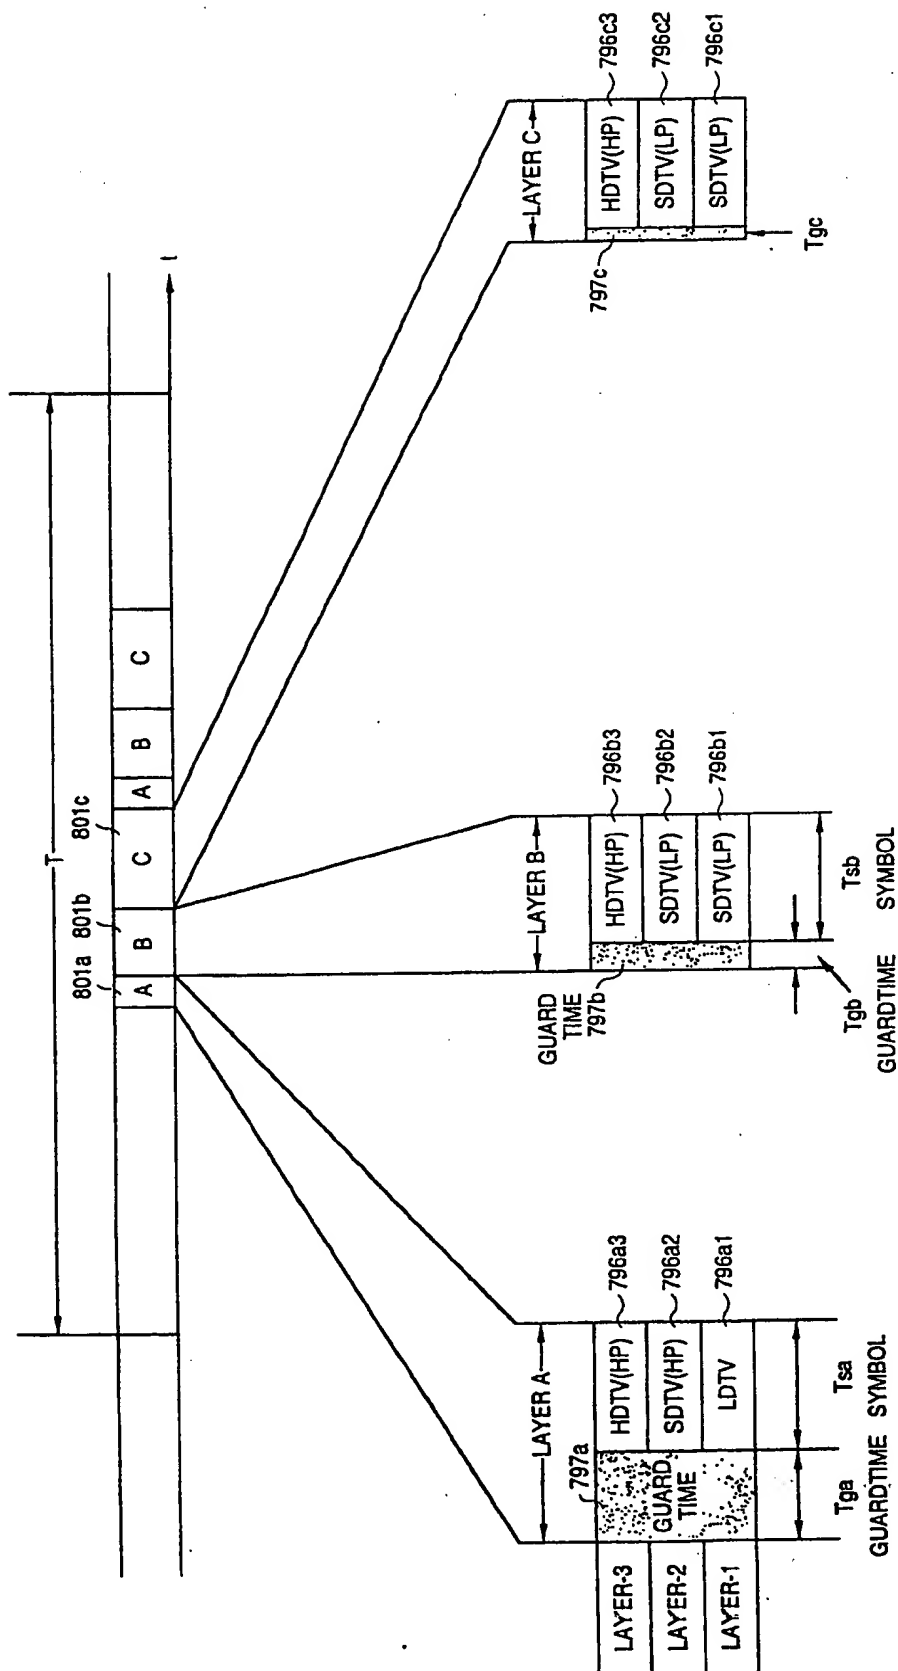 T
801a
801b
801c
A
B
C
A
B
C
t
LAYER A
LAYER B
LAYER C
797a
GUARD
TIME
797b
797c
LAYER-3
LAYER-2
LAYER-1
GUARD
TIME
HDTV(HP)
SDTV(HP)
LDTV
796a3
796a2
796a1
HDTV(HP)
SDTV(LP)
SDTV(LP)
796b3
796b2
796b1
HDTV(HP)
SDTV(LP)
SDTV(LP)
796c3
796c2
796c1
Tga
Tsa
GUARDTIME SYMBOL
Tgb
Tsb
GUARDTIME SYMBOL
Tgc